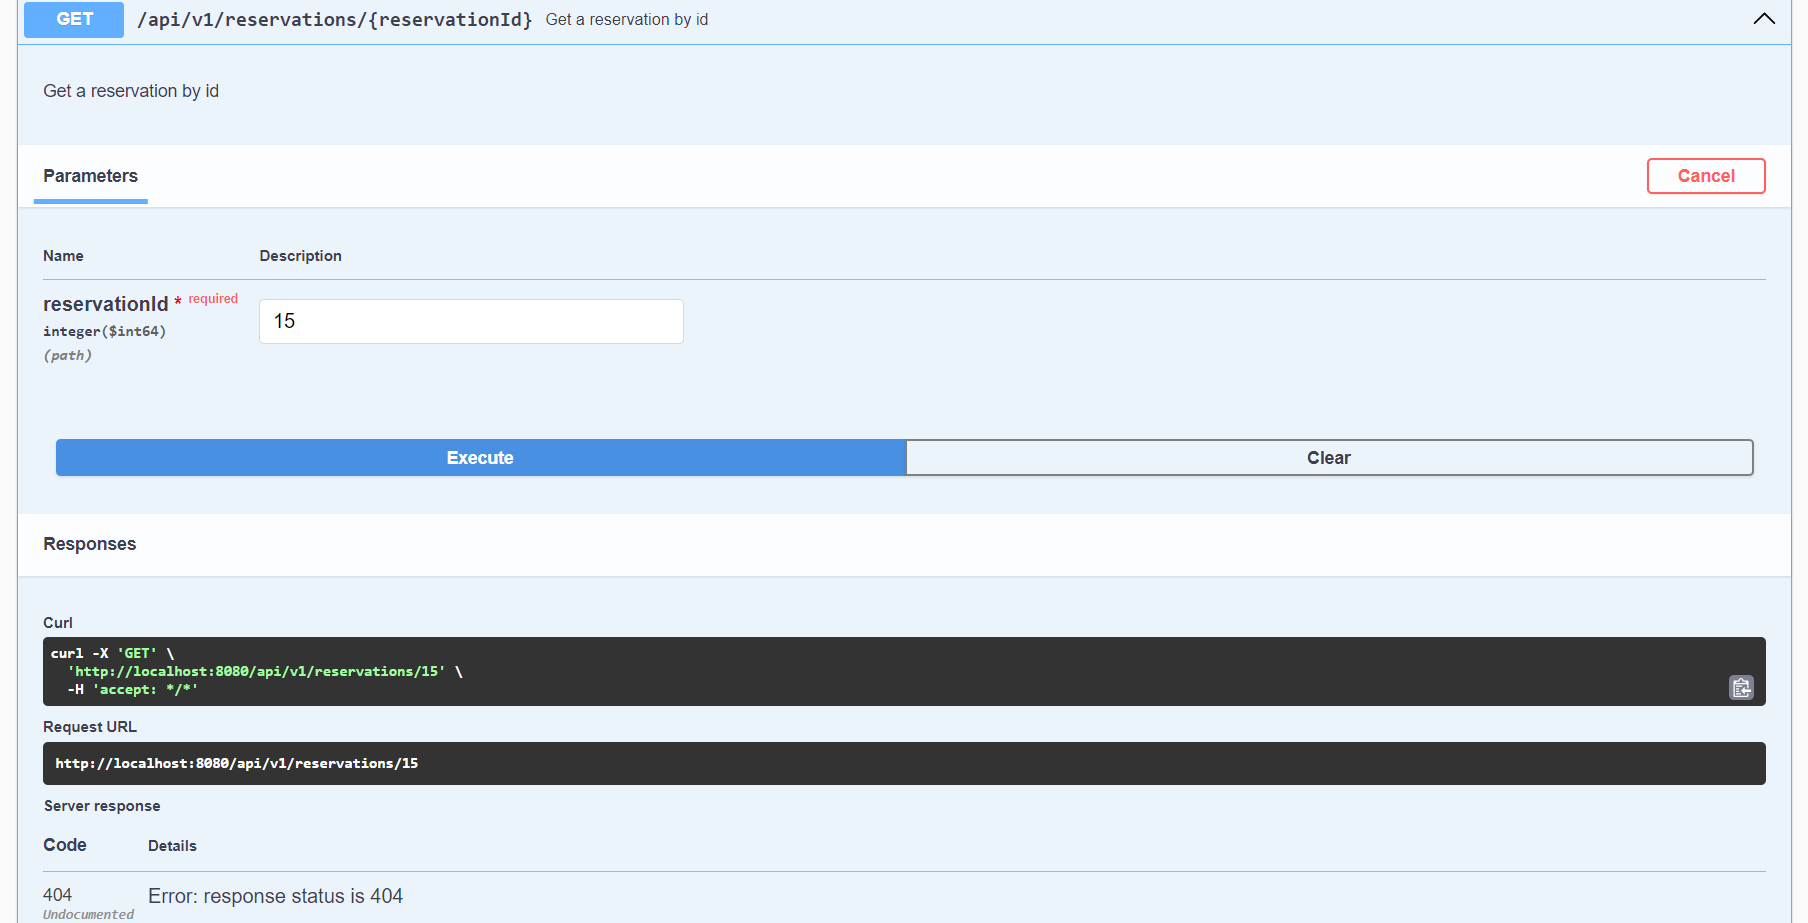 GET /api/v1/reservations/{reservationId} Get a reservation by id
Get a reservation by id
Parameters
Cancel
Name Description
reservationId * required
integer($int64)
(path)
15
Execute
Clear
Responses
Curl
curl -X 'GET' \
'http://localhost:8080/api/v1/reservations/15' \
-H 'accept: */*'
Request URL
http://localhost:8080/api/v1/reservations/15
Server response
Code Details
404 Error: response status is 404
Undocumented